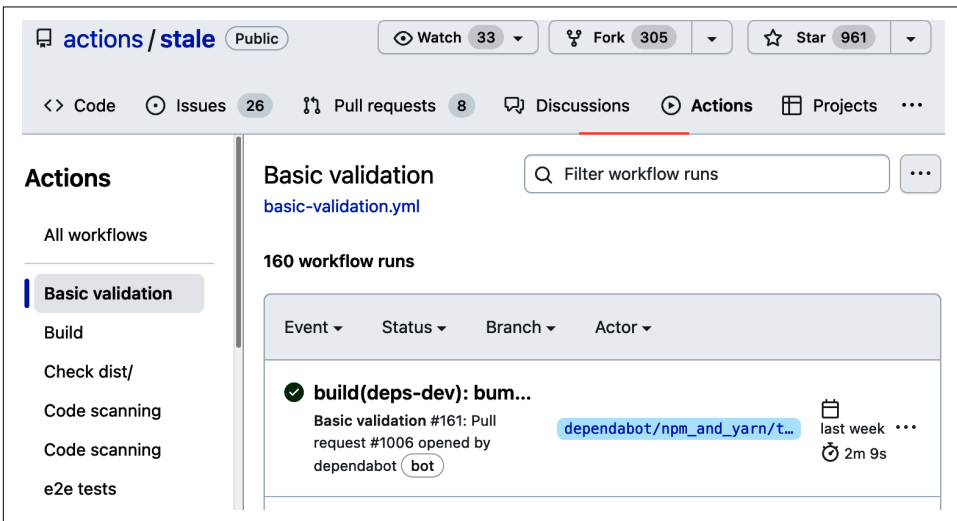 actions / stale Public Watch 33 Fork 305 Star 961
Code Issues 26 Pull requests 8 Discussions Actions Projects ...
Actions
All workflows
Basic validation
Build
Check dist/
Code scanning
Code scanning
e2e tests
Basic validation
basic-validation.yml
Filter workflow runs
...
160 workflow runs
Event Status Branch Actor
build(deps-dev): bum...
Basic validation #161: Pull
request #1006 opened by
dependabot bot
dependabot/npm_and_yarn/t…
last week ...
2m 9s